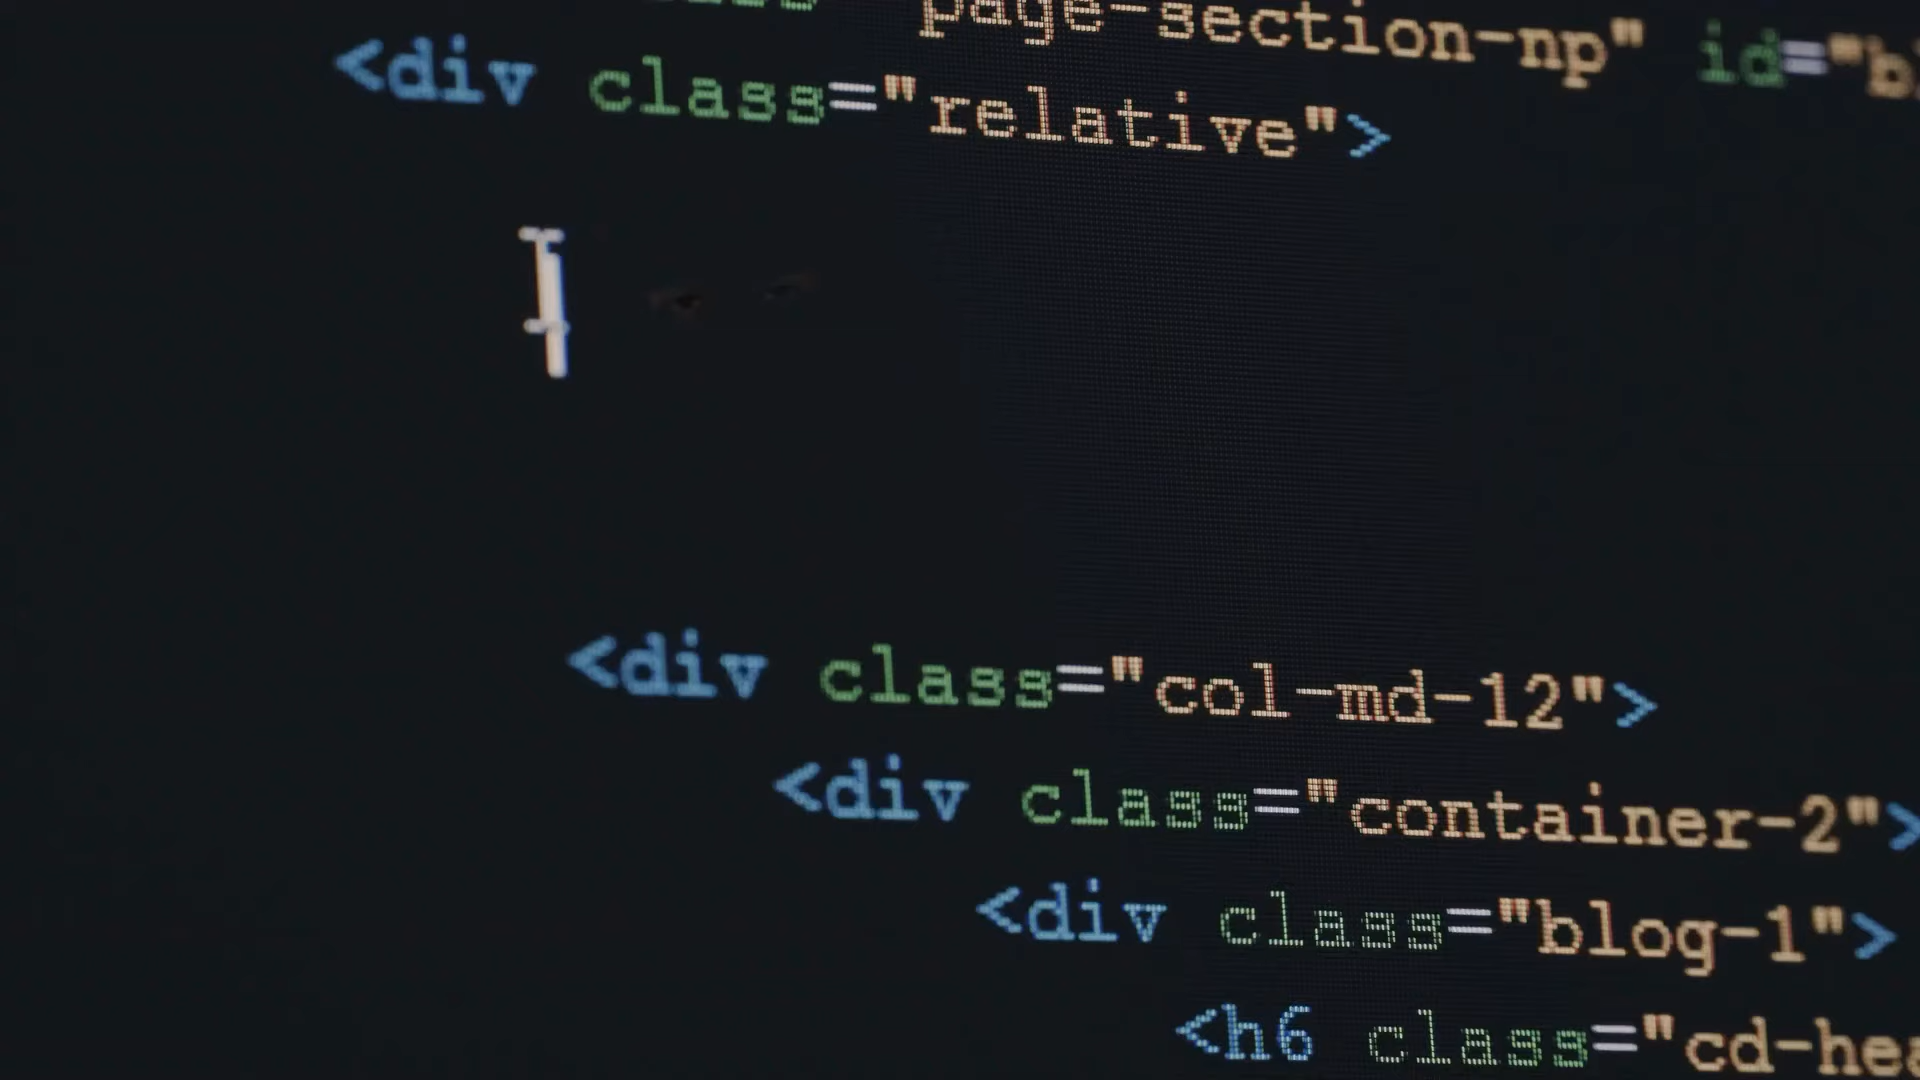 page-section-np" id="b
<div class="relative">
<div class="col-md-12">
<div class="container-2">
<div class="blog-1">
<h6 class="cd-hea